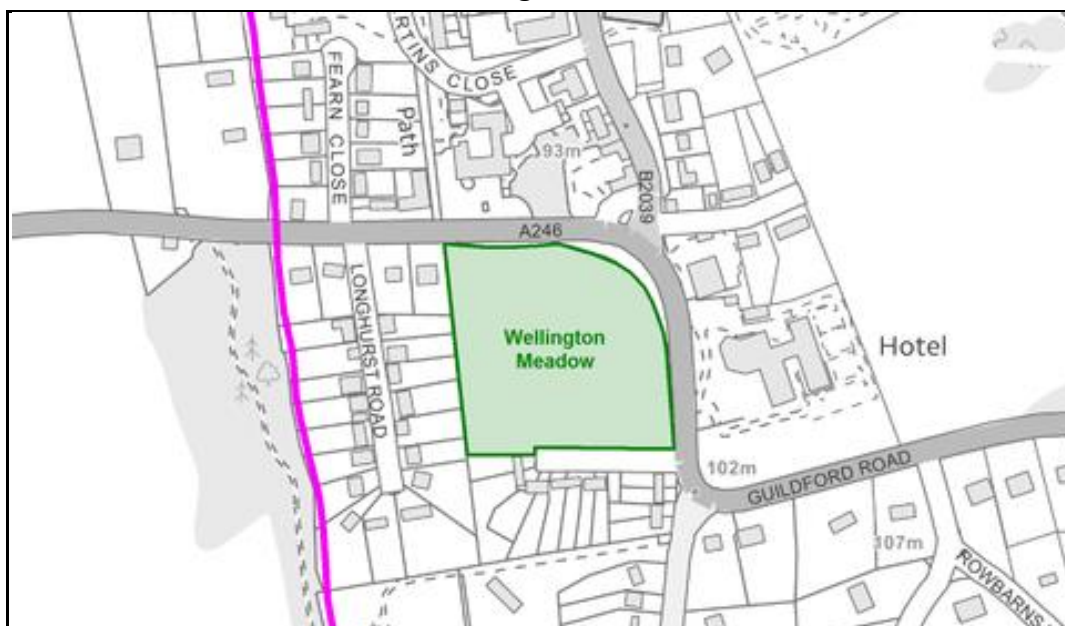 RTINS CLOSE
FEARN CLOSE
Path
93m
B2039
A246
LONGHURST ROAD
Wellington
Meadow
Hotel
102m
GUILDFORD ROAD
107m
ROWBARNS